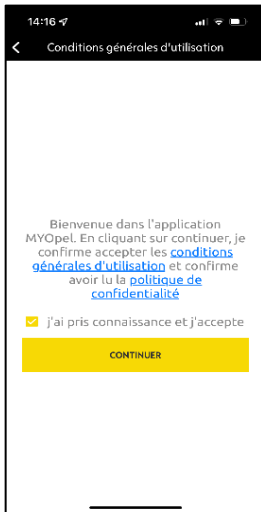 14:16
Conditions générales d'utilisation
Bienvenue dans l'application
MYOpel. En cliquant sur continuer, je
confirme accepter les conditions
générales d'utilisation et confirme
avoir lu la politique de
confidentialité
j'ai pris connaissance et j'accepte
CONTINUER